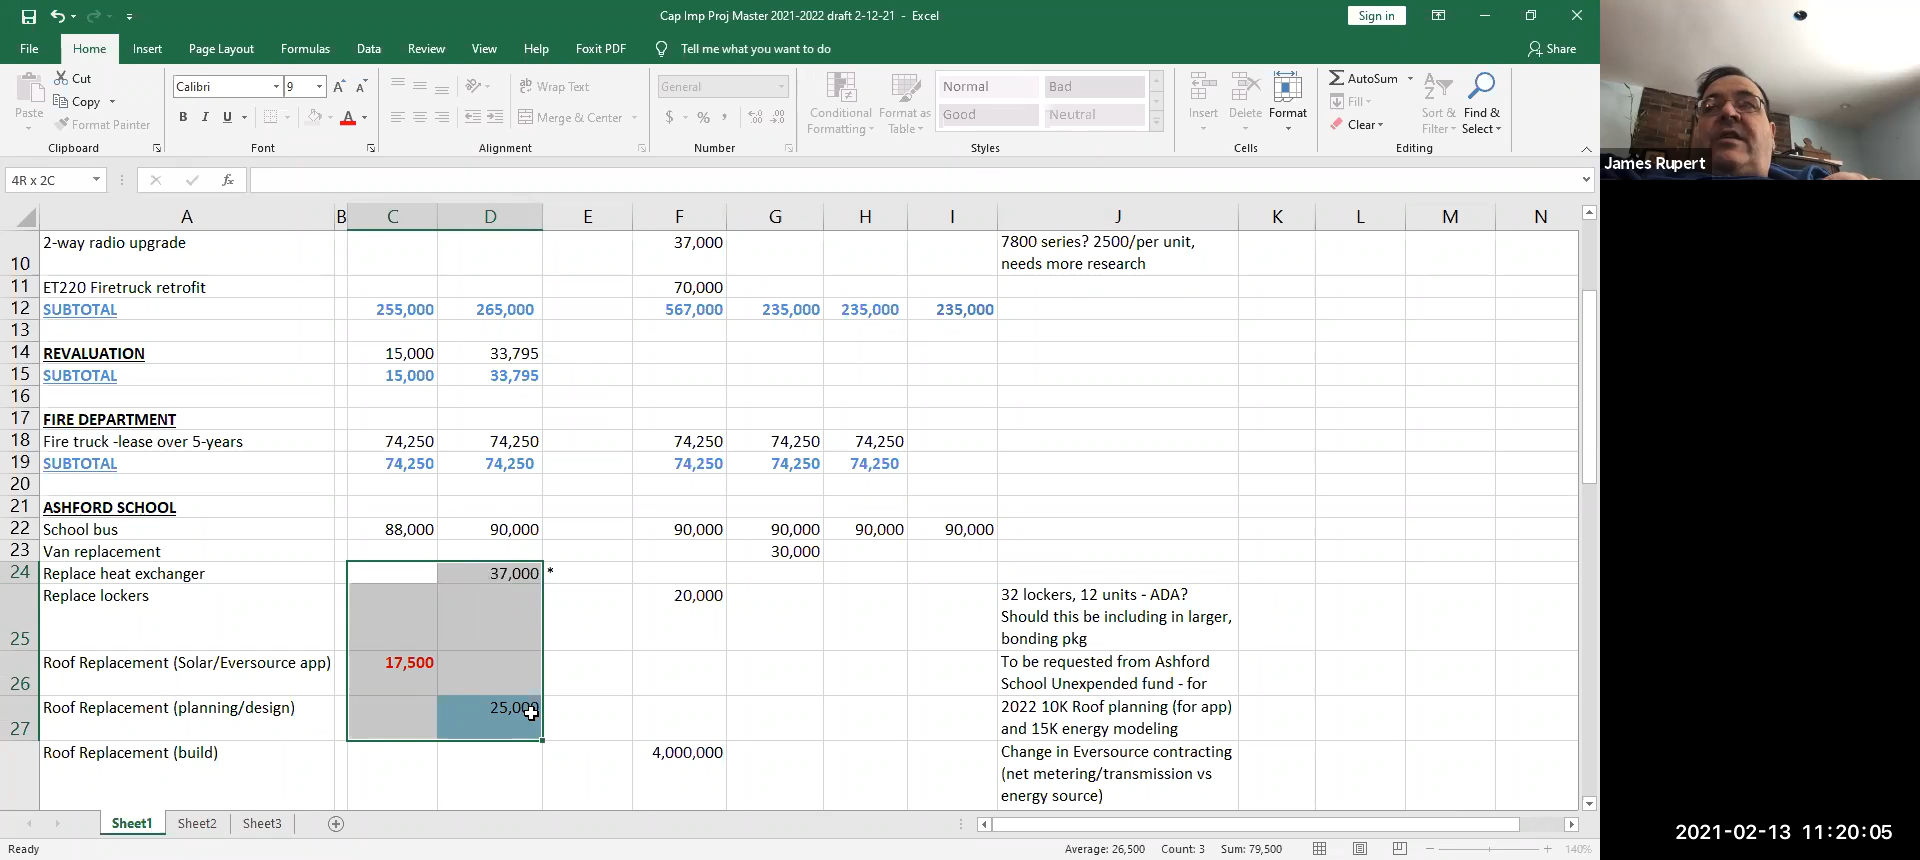 Cap Imp Proj Master 2021-2022 draft 2-12-21 - Excel
Sign in
File Home Insert Page Layout Formulas Data Review View Help Foxit PDF Tell me what you want to do Share
Paste
Cut
Copy
Format Painter
Clipboard
Calibri 9
B I U
Font
Wrap Text
Merge & Center
Alignment
General
$ % ,
Number
Conditional Formatting
Format as Table
Normal Bad
Good Neutral
Styles
Insert Delete Format
Cells
AutoSum
Fill
Clear
Sort & Filter
Find & Select
Editing
4R x 2C
fx
A B C D E F G H I J K L M N
10 2-way radio upgrade 37,000 7800 series? 2500/per unit,
needs more research
11 ET220 Firetruck retrofit 70,000
12 SUBTOTAL 255,000 265,000 567,000 235,000 235,000 235,000
13
14 REVALUATION 15,000 33,795
15 SUBTOTAL 15,000 33,795
16
17 FIRE DEPARTMENT
18 Fire truck -lease over 5-years 74,250 74,250 74,250 74,250 74,250
19 SUBTOTAL 74,250 74,250 74,250 74,250 74,250
20
21 ASHFORD SCHOOL
22 School bus 88,000 90,000 90,000 90,000 90,000 90,000
23 Van replacement 30,000
24 Replace heat exchanger 37,000 *
25 Replace lockers 20,000 32 lockers, 12 units - ADA?
Should this be including in larger,
bonding pkg
26 Roof Replacement (Solar/Eversource app) 17,500 To be requested from Ashford
School Unexpended fund - for
27 Roof Replacement (planning/design) 25,000 2022 10K Roof planning (for app)
and 15K energy modeling
Roof Replacement (build) 4,000,000 Change in Eversource contracting
(net metering/transmission vs
energy source)
Sheet1 Sheet2 Sheet3
Ready Average: 26,500 Count: 3 Sum: 79,500 140%
James Rupert
2021-02-13 11:20:05